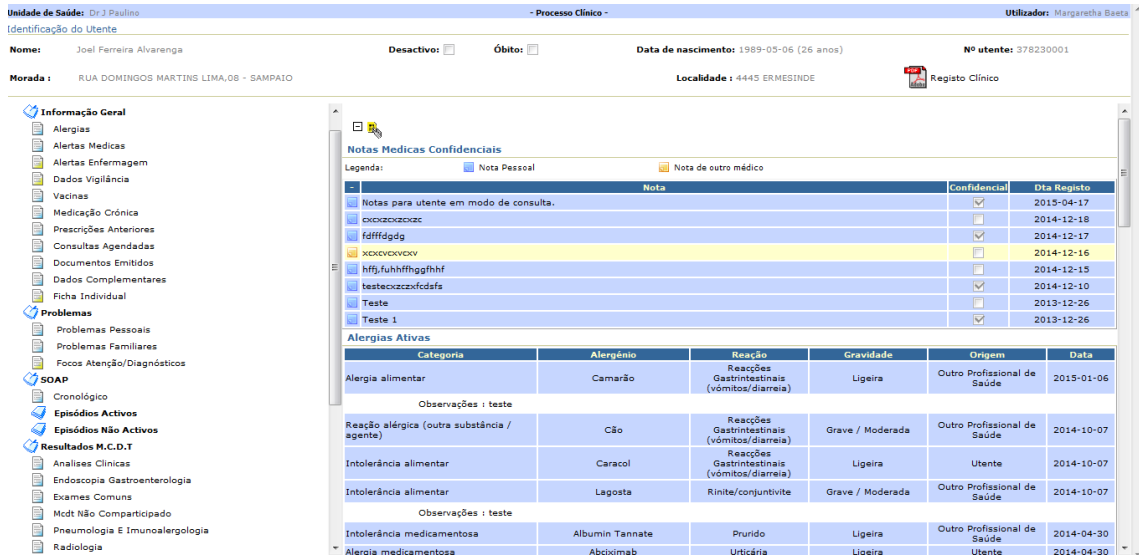 Unidade de Saúde: Dr J Paulino - Processo Clínico - Utilizador: Margaretha Baeta
Identificação do Utente
Nome: Joel Ferreira Alvarenga Desactivo: Óbito: Data de nascimento: 1989-05-06 (26 anos) Nº utente: 378230001
Morada : RUA DOMINGOS MARTINS LIMA,08 - SAMPAIO Localidade : 4445 ERMESINDE Registo Clínico
Informação Geral
Alergias
Alertas Medicas
Alertas Enfermagem
Dados Vigilância
Vacinas
Medicação Crónica
Prescrições Anteriores
Consultas Agendadas
Documentos Emitidos
Dados Complementares
Ficha Individual
Problemas
Problemas Pessoais
Problemas Familiares
Focos Atenção/Diagnósticos
SOAP
Cronológico
Episódios Activos
Episódios Não Activos
Resultados M.C.D.T
Analises Clinicas
Endoscopia Gastroenterologia
Exames Comuns
Mcdt Não Comparticipado
Pneumologia E Imunoalergologia
Radiologia
Notas Medicas Confidenciais
Legenda: Nota Pessoal Nota de outro médico
- Nota Confidencial Dta Registo
Notas para utente em modo de consulta. 2015-04-17
cxcxzcxzcxzc 2014-12-18
fdfffdgdg 2014-12-17
xcxcvcxvcxv 2014-12-16
hffj,fuhhffhggfhhf 2014-12-15
testecxzczxfcdsfs 2014-12-10
Teste 2013-12-26
Teste 1 2013-12-26
Alergias Ativas
Categoria Alergénio Reação Gravidade Origem Data
Alergia alimentar Camarão Reacções Gastrintestinais (vómitos/diarreia) Ligeira Outro Profissional de Saúde 2015-01-06
Observações : teste
Reação alérgica (outra substância / agente) Cão Reacções Gastrintestinais (vómitos/diarreia) Grave / Moderada Outro Profissional de Saúde 2014-10-07
Intolerância alimentar Caracol Reacções Gastrintestinais (vómitos/diarreia) Ligeira Utente 2014-10-07
Intolerância alimentar Lagosta Rinite/conjuntivite Grave / Moderada Outro Profissional de Saúde 2014-10-07
Observações : teste
Intolerância medicamentosa Albumin Tannate Prurido Ligeira Outro Profissional de Saúde 2014-04-30
Alergia medicamentosa Abciximab Urticária Ligeira Utente 2014-04-30